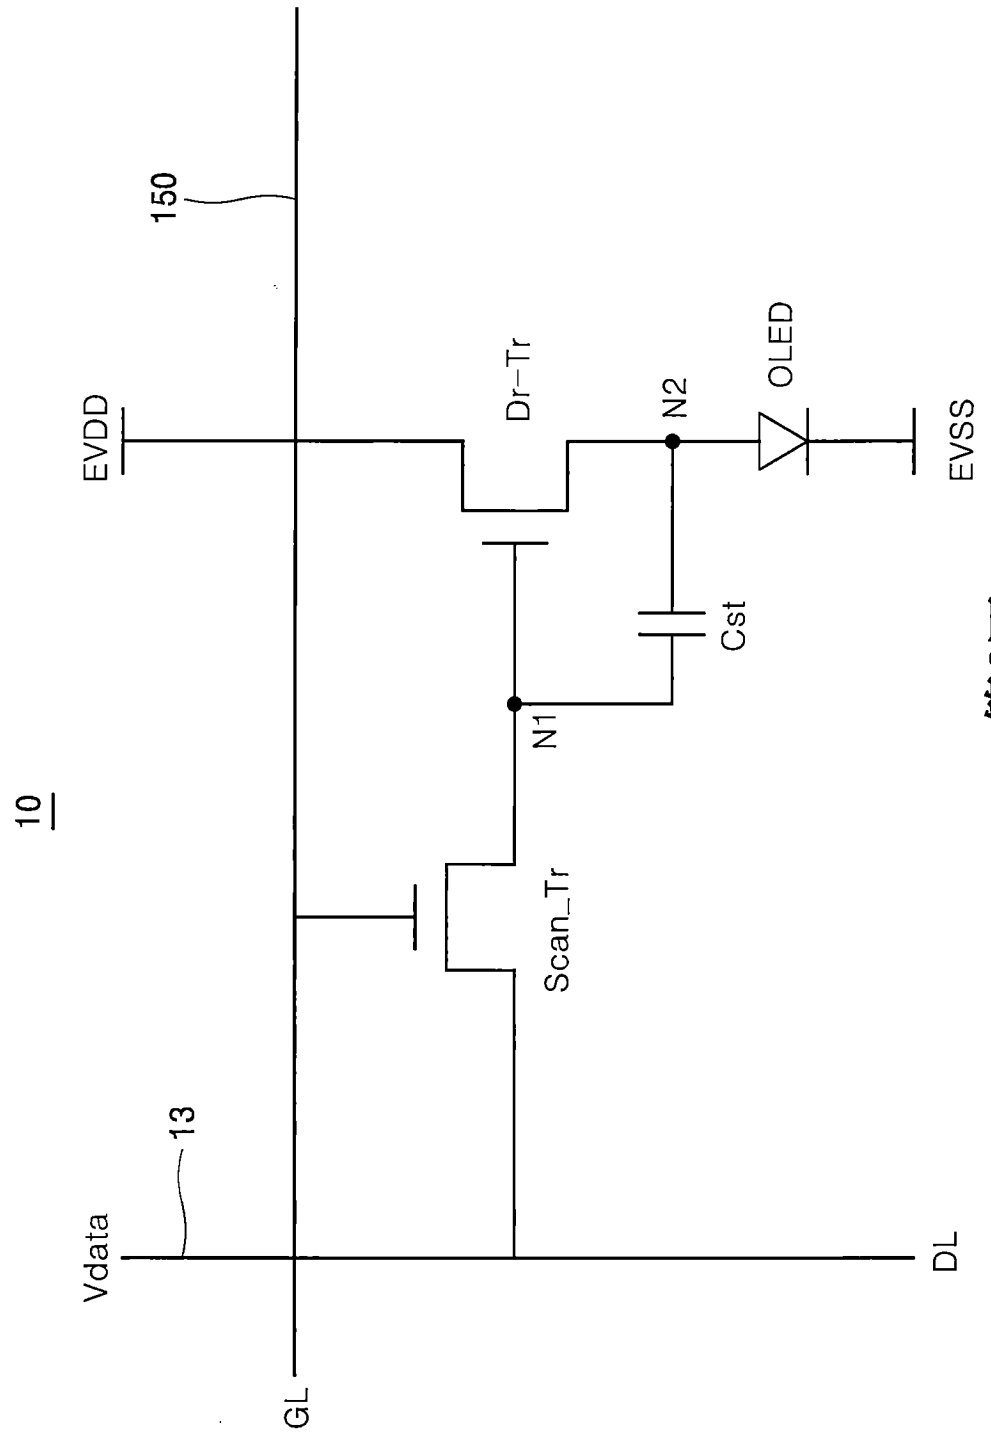 10
Vdata
EVDD
13
150
GL
Scan_Tr
N1
Dr-Tr
Cst
N2
OLED
DL
EVSS